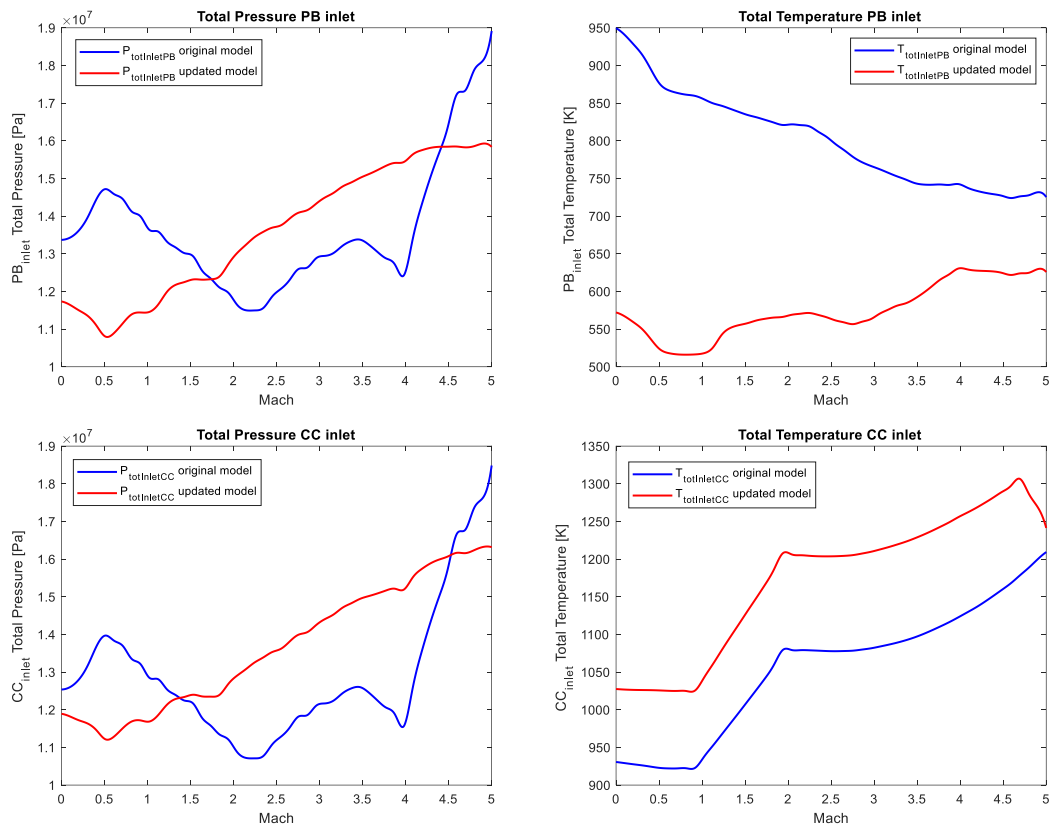 Total Pressure PB inlet
×10^7
1.9
1.8
1.7
1.6
1.5
1.4
1.3
1.2
1.1
1
PB_inlet Total Pressure [Pa]
P_totInletPB original model
P_totInletPB updated model
0 0.5 1 1.5 2 2.5 3 3.5 4 4.5 5
Mach
Total Temperature PB inlet
950
900
850
800
750
700
650
600
550
500
PB_inlet Total Temperature [K]
T_totInletPB original model
T_totInletPB updated model
0 0.5 1 1.5 2 2.5 3 3.5 4 4.5 5
Mach
Total Pressure CC inlet
×10^7
1.9
1.8
1.7
1.6
1.5
1.4
1.3
1.2
1.1
1
CC_inlet Total Pressure [Pa]
P_totInletCC original model
P_totInletCC updated model
0 0.5 1 1.5 2 2.5 3 3.5 4 4.5 5
Mach
Total Temperature CC inlet
1350
1300
1250
1200
1150
1100
1050
1000
950
900
CC_inlet Total Temperature [K]
T_totInletCC original model
T_totInletCC updated model
0 0.5 1 1.5 2 2.5 3 3.5 4 4.5 5
Mach